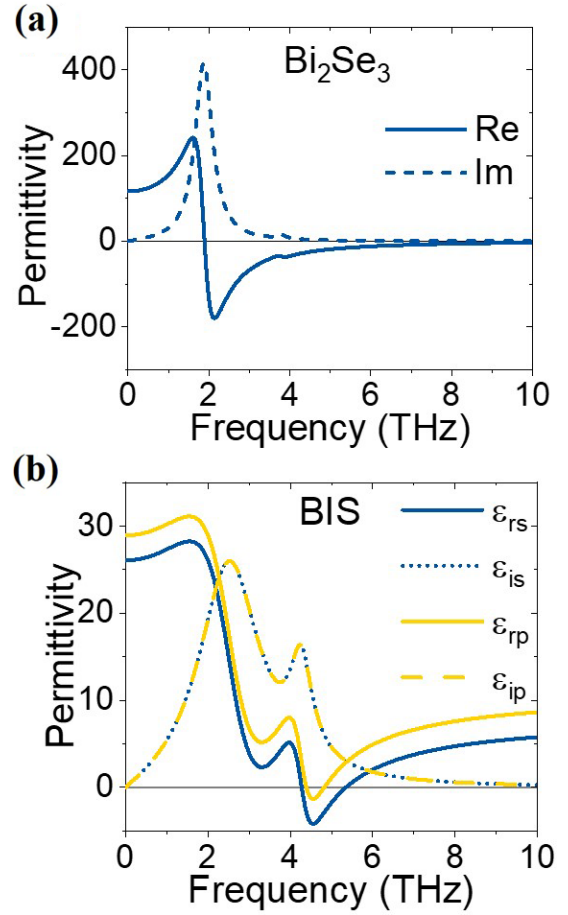 (a)
Bi₂Se₃
Re
Im
Permittivity
400
200
0
-200
0 2 4 6 8 10
Frequency (THz)
(b)
BIS
εrs
εis
εrp
εip
Permittivity
30
20
10
0
0 2 4 6 8 10
Frequency (THz)